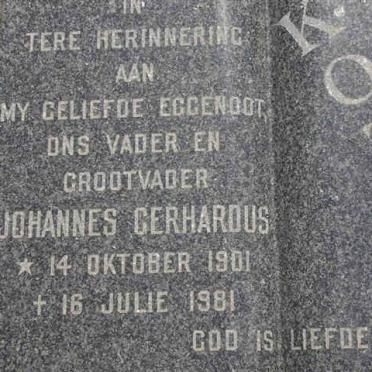 IN
TERE HERINNERING
AAN
MY GELIEFDE EGGENOOT,
ONS VADER EN
GROOTVADER
JOHANNES GERHARDUS
★ 14 OKTOBER 1901
✝ 16 JULIE 1981
GOD IS LIEFDE
K.
O